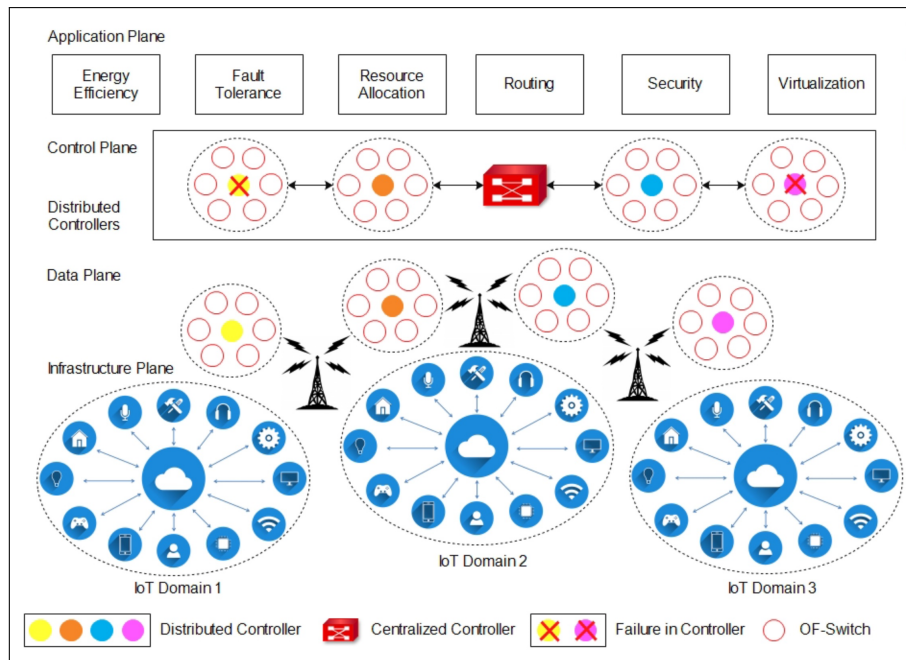 Application Plane
Energy
Efficiency
Fault
Tolerance
Resource
Allocation
Routing
Security
Virtualization
Control Plane
Distributed
Controllers
Data Plane
Infrastructure Plane
IoT Domain 1
IoT Domain 2
IoT Domain 3
Distributed Controller
Centralized Controller
Failure in Controller
OF-Switch